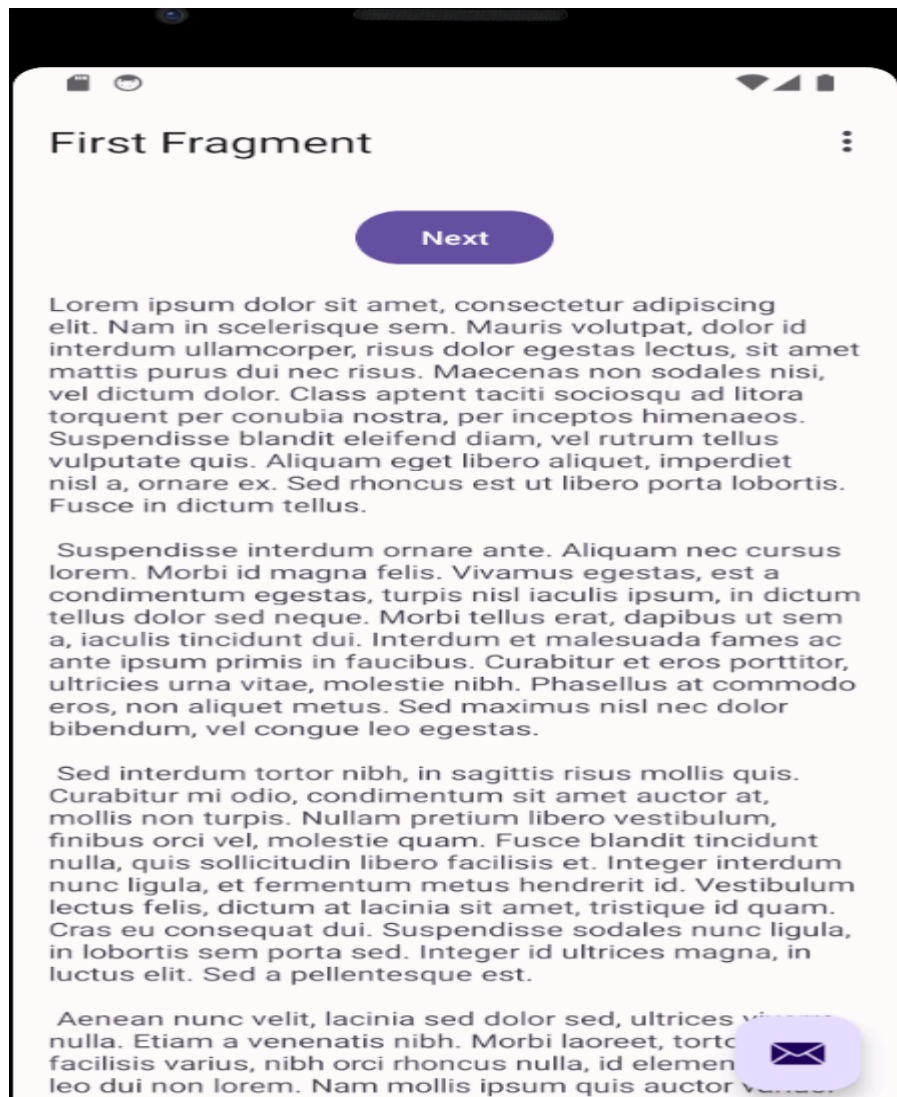 First Fragment
Next
Lorem ipsum dolor sit amet, consectetur adipiscing
elit. Nam in scelerisque sem. Mauris volutpat, dolor id
interdum ullamcorper, risus dolor egestas lectus, sit amet
mattis purus dui nec risus. Maecenas non sodales nisi,
vel dictum dolor. Class aptent taciti sociosqu ad litora
torquent per conubia nostra, per inceptos himenaeos.
Suspendisse blandit eleifend diam, vel rutrum tellus
vulputate quis. Aliquam eget libero aliquet, imperdiet
nisl a, ornare ex. Sed rhoncus est ut libero porta lobortis.
Fusce in dictum tellus.
Suspendisse interdum ornare ante. Aliquam nec cursus
lorem. Morbi id magna felis. Vivamus egestas, est a
condimentum egestas, turpis nisl iaculis ipsum, in dictum
tellus dolor sed neque. Morbi tellus erat, dapibus ut sem
a, iaculis tincidunt dui. Interdum et malesuada fames ac
ante ipsum primis in faucibus. Curabitur et eros porttitor,
ultricies urna vitae, molestie nibh. Phasellus at commodo
eros, non aliquet metus. Sed maximus nisl nec dolor
bibendum, vel congue leo egestas.
Sed interdum tortor nibh, in sagittis risus mollis quis.
Curabitur mi odio, condimentum sit amet auctor at,
mollis non turpis. Nullam pretium libero vestibulum,
finibus orci vel, molestie quam. Fusce blandit tincidunt
nulla, quis sollicitudin libero facilisis et. Integer interdum
nunc ligula, et fermentum metus hendrerit id. Vestibulum
lectus felis, dictum at lacinia sit amet, tristique id quam.
Cras eu consequat dui. Suspendisse sodales nunc ligula,
in lobortis sem porta sed. Integer id ultrices magna, in
luctus elit. Sed a pellentesque est.
Aenean nunc velit, lacinia sed dolor sed, ultrices
nulla. Etiam a venenatis nibh. Morbi laoreet,
facilisis varius, nibh orci rhoncus nulla, id
leo dui non lorem. Nam mollis ipsum quis auctor